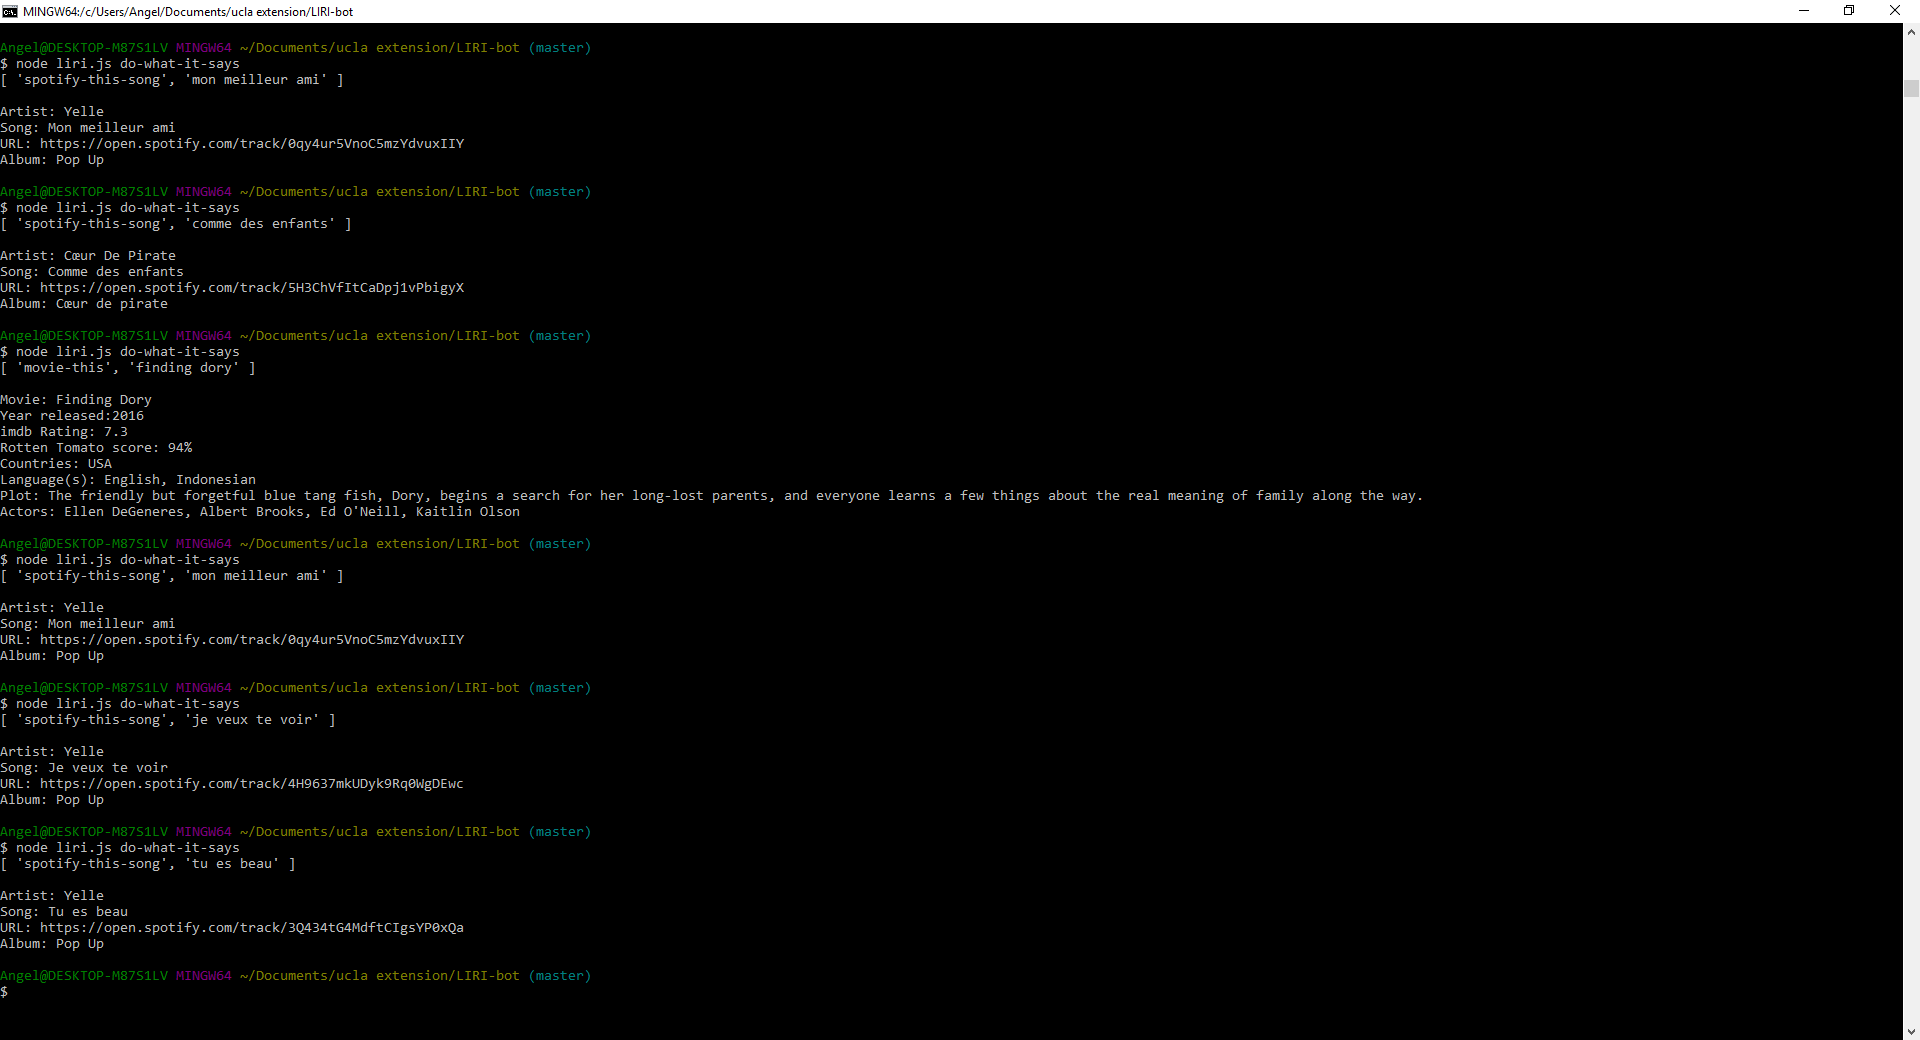 MINGW64:/c/Users/Angel/Documents/ucla extension/LIRI-bot
Angel@DESKTOP-M87S1LV MINGW64 ~/Documents/ucla extension/LIRI-bot (master)
$ node liri.js do-what-it-says
[ 'spotify-this-song', 'mon meilleur ami' ]
Artist: Yelle
Song: Mon meilleur ami
URL: https://open.spotify.com/track/0qy4ur5VnoC5mzYdvuxIIY
Album: Pop Up
Angel@DESKTOP-M87S1LV MINGW64 ~/Documents/ucla extension/LIRI-bot (master)
$ node liri.js do-what-it-says
[ 'spotify-this-song', 'comme des enfants' ]
Artist: Cœur De Pirate
Song: Comme des enfants
URL: https://open.spotify.com/track/5H3ChVfItCaDpj1vPbigyX
Album: Cœur de pirate
Angel@DESKTOP-M87S1LV MINGW64 ~/Documents/ucla extension/LIRI-bot (master)
$ node liri.js do-what-it-says
[ 'movie-this', 'finding dory' ]
Movie: Finding Dory
Year released:2016
imdb Rating: 7.3
Rotten Tomato score: 94%
Countries: USA
Language(s): English, Indonesian
Plot: The friendly but forgetful blue tang fish, Dory, begins a search for her long-lost parents, and everyone learns a few things about the real meaning of family along the way.
Actors: Ellen DeGeneres, Albert Brooks, Ed O'Neill, Kaitlin Olson
Angel@DESKTOP-M87S1LV MINGW64 ~/Documents/ucla extension/LIRI-bot (master)
$ node liri.js do-what-it-says
[ 'spotify-this-song', 'mon meilleur ami' ]
Artist: Yelle
Song: Mon meilleur ami
URL: https://open.spotify.com/track/0qy4ur5VnoC5mzYdvuxIIY
Album: Pop Up
Angel@DESKTOP-M87S1LV MINGW64 ~/Documents/ucla extension/LIRI-bot (master)
$ node liri.js do-what-it-says
[ 'spotify-this-song', 'je veux te voir' ]
Artist: Yelle
Song: Je veux te voir
URL: https://open.spotify.com/track/4H9637mkUDyk9Rq0WgDEwc
Album: Pop Up
Angel@DESKTOP-M87S1LV MINGW64 ~/Documents/ucla extension/LIRI-bot (master)
$ node liri.js do-what-it-says
[ 'spotify-this-song', 'tu es beau' ]
Artist: Yelle
Song: Tu es beau
URL: https://open.spotify.com/track/3Q434tG4MdftCIgsYP0xQa
Album: Pop Up
Angel@DESKTOP-M87S1LV MINGW64 ~/Documents/ucla extension/LIRI-bot (master)
$